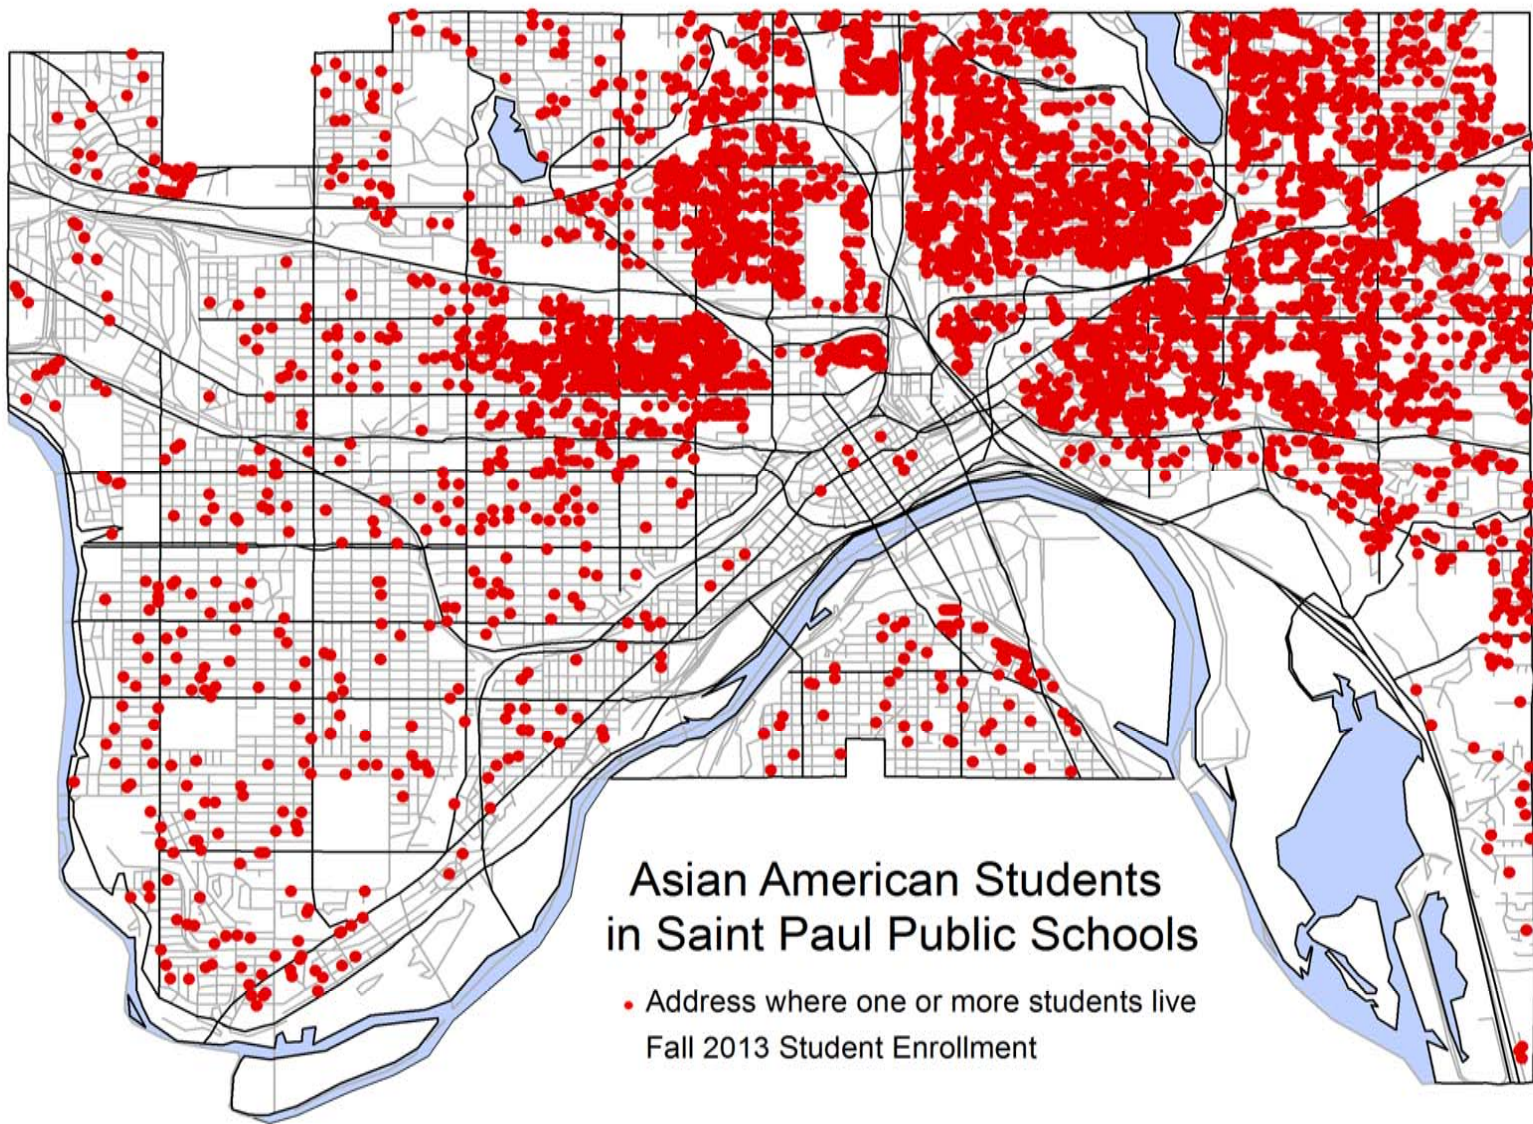 Asian American Students
in Saint Paul Public Schools
Address where one or more students live
Fall 2013 Student Enrollment